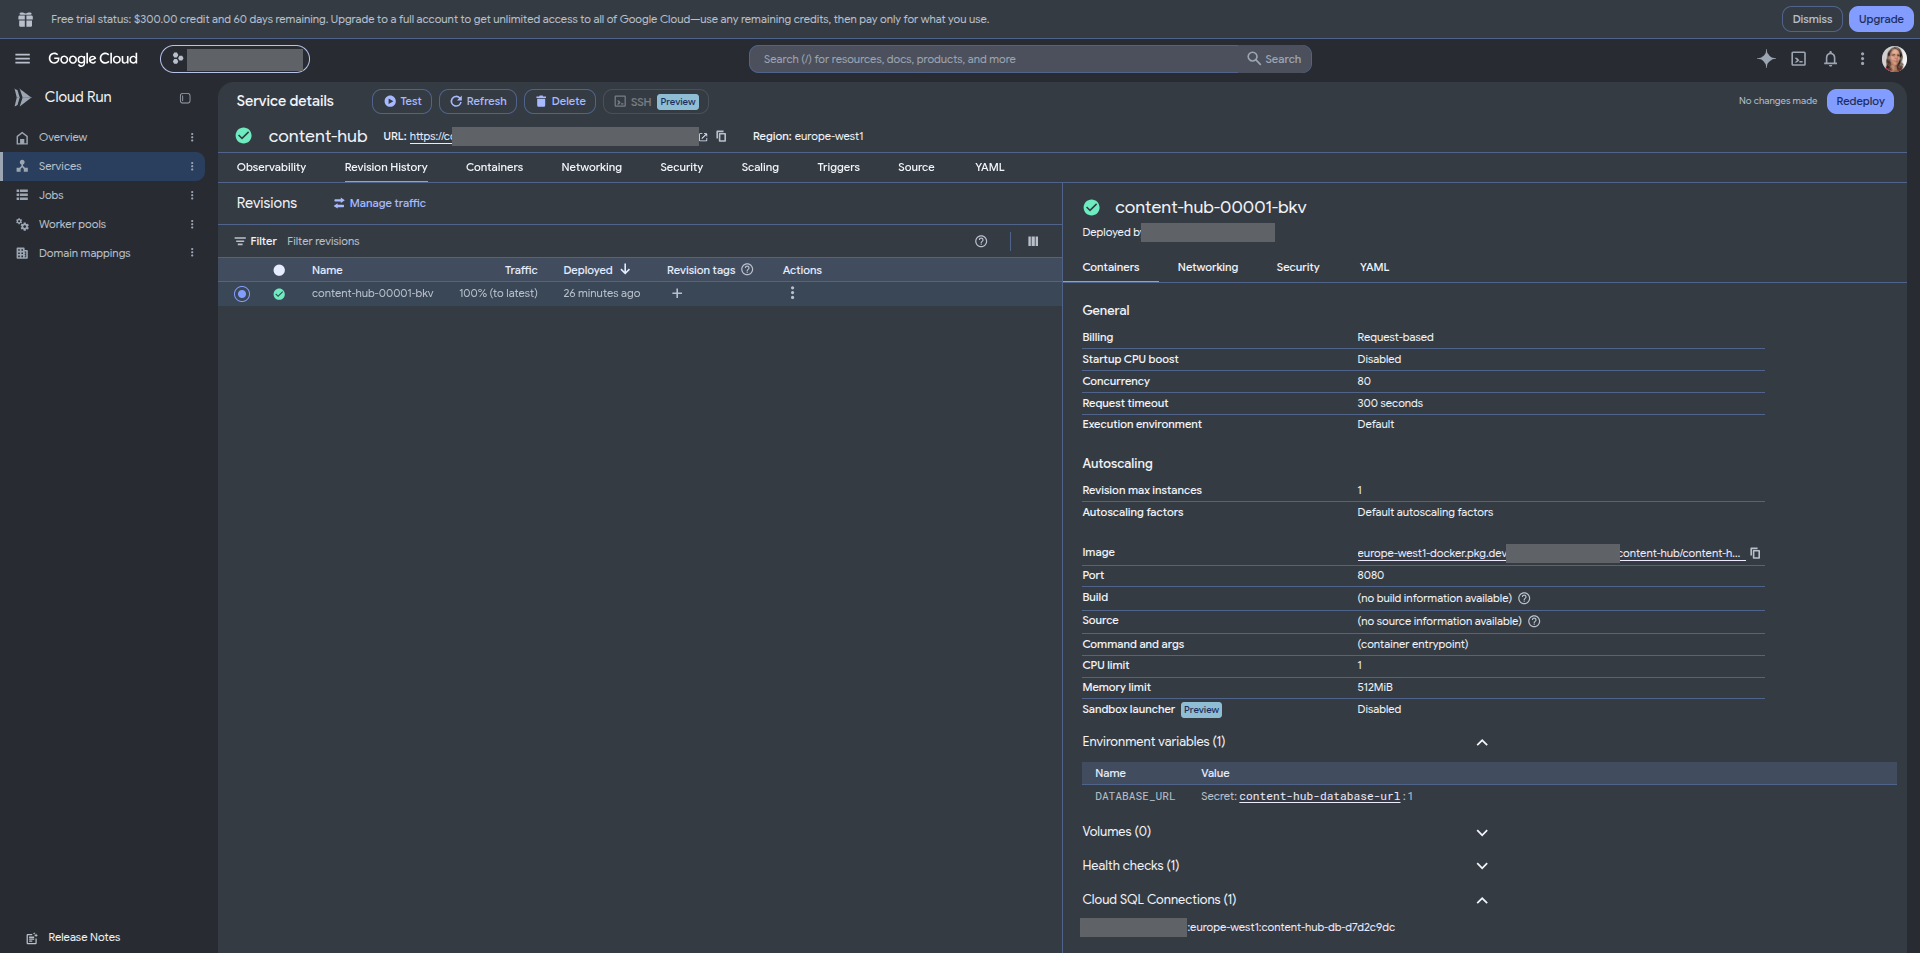 Free trial status: $300.00 credit and 60 days remaining. Upgrade to a full account to get unlimited access to all of Google Cloud—use any remaining credits, then pay only for what you use.
Dismiss
Upgrade
Google Cloud
Search (/) for resources, docs, products, and more
Search
Cloud Run
Overview
Services
Jobs
Worker pools
Domain mappings
Release Notes
Service details
Test
Refresh
Delete
SSH Preview
No changes made
Redeploy
content-hub
URL: https://co
Region: europe-west1
Observability
Revision History
Containers
Networking
Security
Scaling
Triggers
Source
YAML
Revisions
Manage traffic
Filter Filter revisions
Name Traffic Deployed Revision tags Actions
content-hub-00001-bkv 100% (to latest) 26 minutes ago
content-hub-00001-bkv
Deployed by
Containers
Networking
Security
YAML
General
Billing Request-based
Startup CPU boost Disabled
Concurrency 80
Request timeout 300 seconds
Execution environment Default
Autoscaling
Revision max instances 1
Autoscaling factors Default autoscaling factors
Image europe-west1-docker.pkg.dev content-hub/content-h...
Port 8080
Build (no build information available)
Source (no source information available)
Command and args (container entrypoint)
CPU limit 1
Memory limit 512MiB
Sandbox launcher Preview Disabled
Environment variables (1)
Name Value
DATABASE_URL Secret: content-hub-database-url:1
Volumes (0)
Health checks (1)
Cloud SQL Connections (1)
:europe-west1:content-hub-db-d7d2c9dc